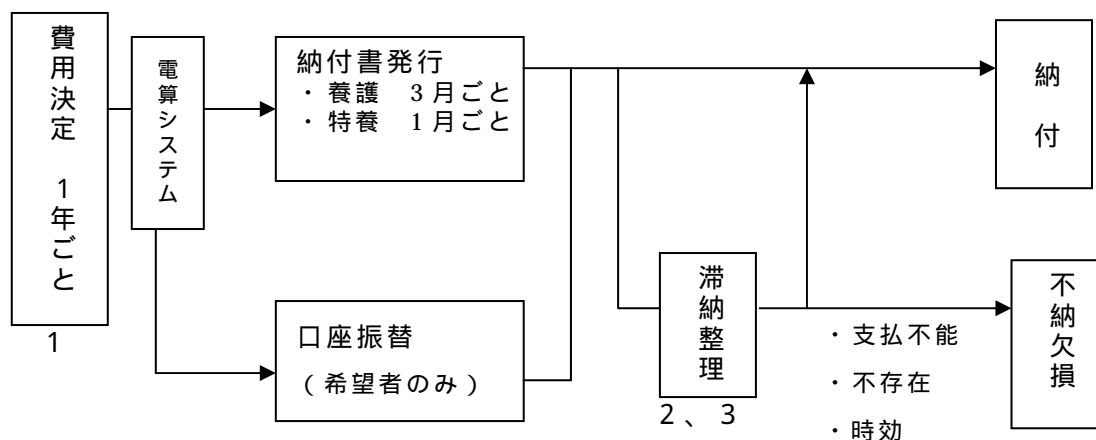 費用決定　1年ごと
1
電算システム
納付書発行
・養護　3月ごと
・特養　1月ごと
口座振替
（希望者のみ）
滞納整理
2、3
・支払不能
・不存在
・時効
納付
不納欠損